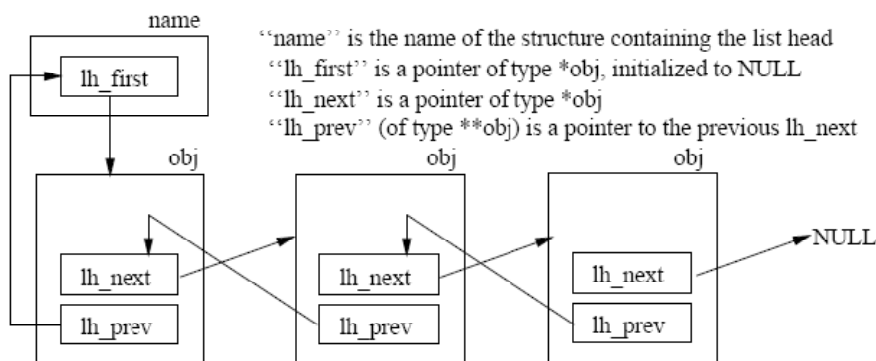 name
‘‘name’’ is the name of the structure containing the list head
lh_first
‘‘lh_first’’ is a pointer of type *obj, initialized to NULL
‘‘lh_next’’ is a pointer of type *obj
‘‘lh_prev’’ (of type **obj) is a pointer to the previous lh_next
obj
obj
obj
NULL
lh_next
lh_next
lh_next
lh_prev
lh_prev
lh_prev